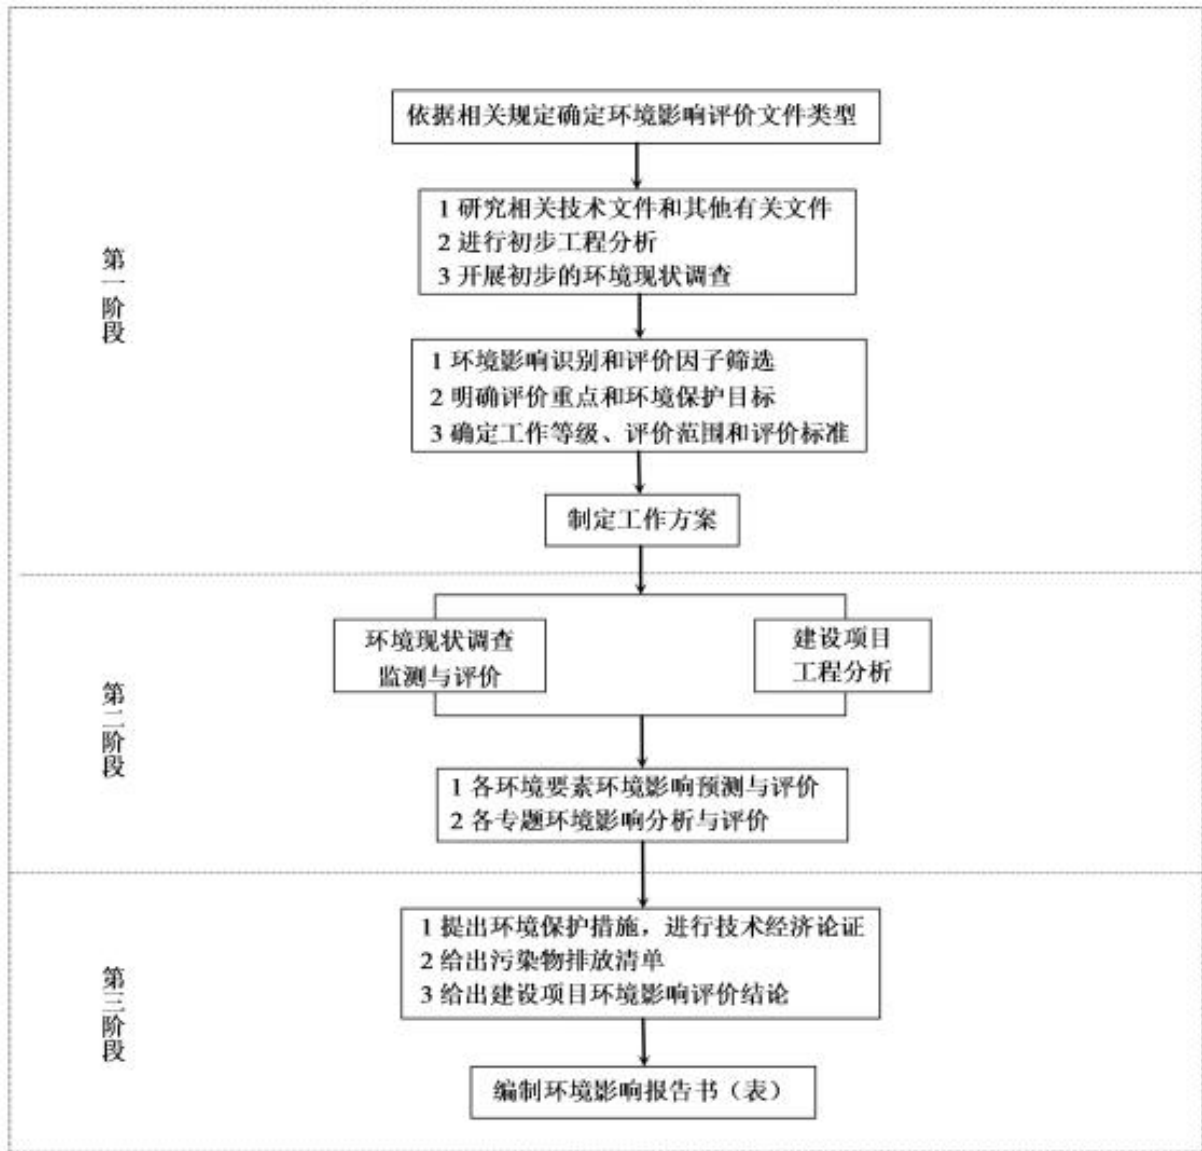 依据相关规定确定环境影响评价文件类型
1 研究相关技术文件和其他有关文件
2 进行初步工程分析
3 开展初步的环境现状调查
第一阶段
1 环境影响识别和评价因子筛选
2 明确评价重点和环境保护目标
3 确定工作等级、评价范围和评价标准
制定工作方案
环境现状调查
监测与评价
建设项目
工程分析
第二阶段
1 各环境要素环境影响预测与评价
2 各专题环境影响分析与评价
1 提出环境保护措施，进行技术经济论证
2 给出污染物排放清单
3 给出建设项目环境影响评价结论
第三阶段
编制环境影响报告书（表）